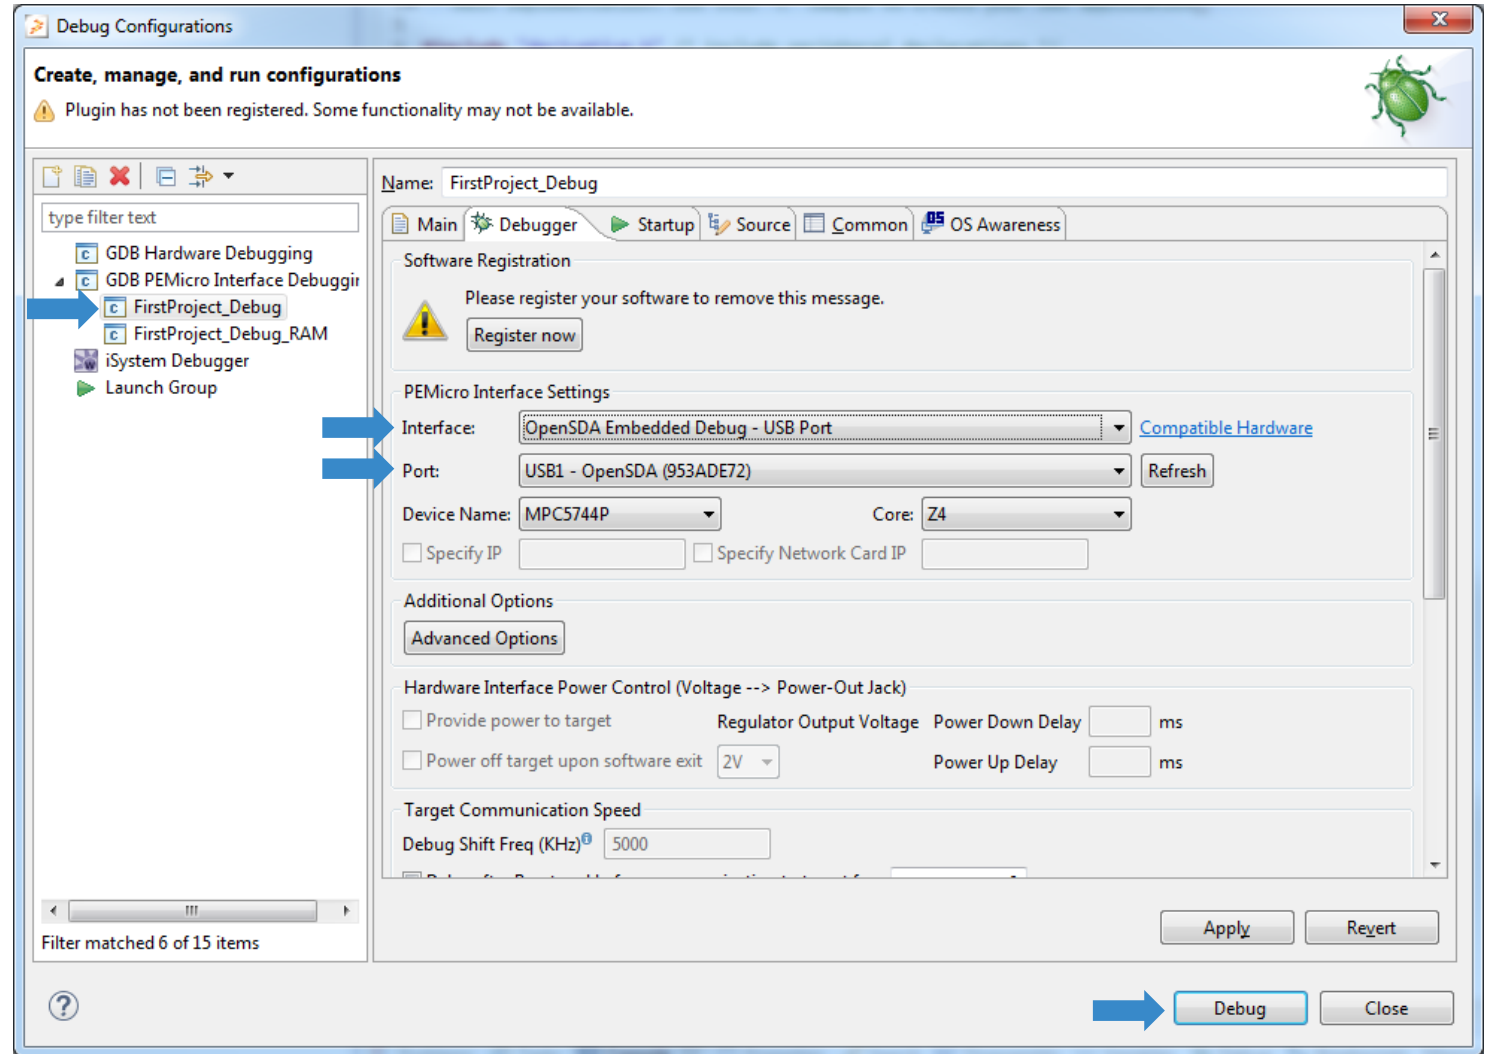 Debug Configurations
Create, manage, and run configurations
Plugin has not been registered. Some functionality may not be available.
type filter text
GDB Hardware Debugging
GDB PEMicro Interface Debuggin
FirstProject_Debug
FirstProject_Debug_RAM
iSystem Debugger
Launch Group
Filter matched 6 of 15 items
Name: FirstProject_Debug
Main Debugger Startup Source Common OS Awareness
Software Registration
Please register your software to remove this message.
Register now
PEMicro Interface Settings
Interface: OpenSDA Embedded Debug - USB Port Compatible Hardware
Port: USB1 - OpenSDA (953ADE72) Refresh
Device Name: MPC5744P Core: Z4
Specify IP Specify Network Card IP
Additional Options
Advanced Options
Hardware Interface Power Control (Voltage --> Power-Out Jack)
Provide power to target Regulator Output Voltage Power Down Delay ms
Power off target upon software exit 2V Power Up Delay ms
Target Communication Speed
Debug Shift Freq (KHz) 5000
Apply Revert
Debug Close